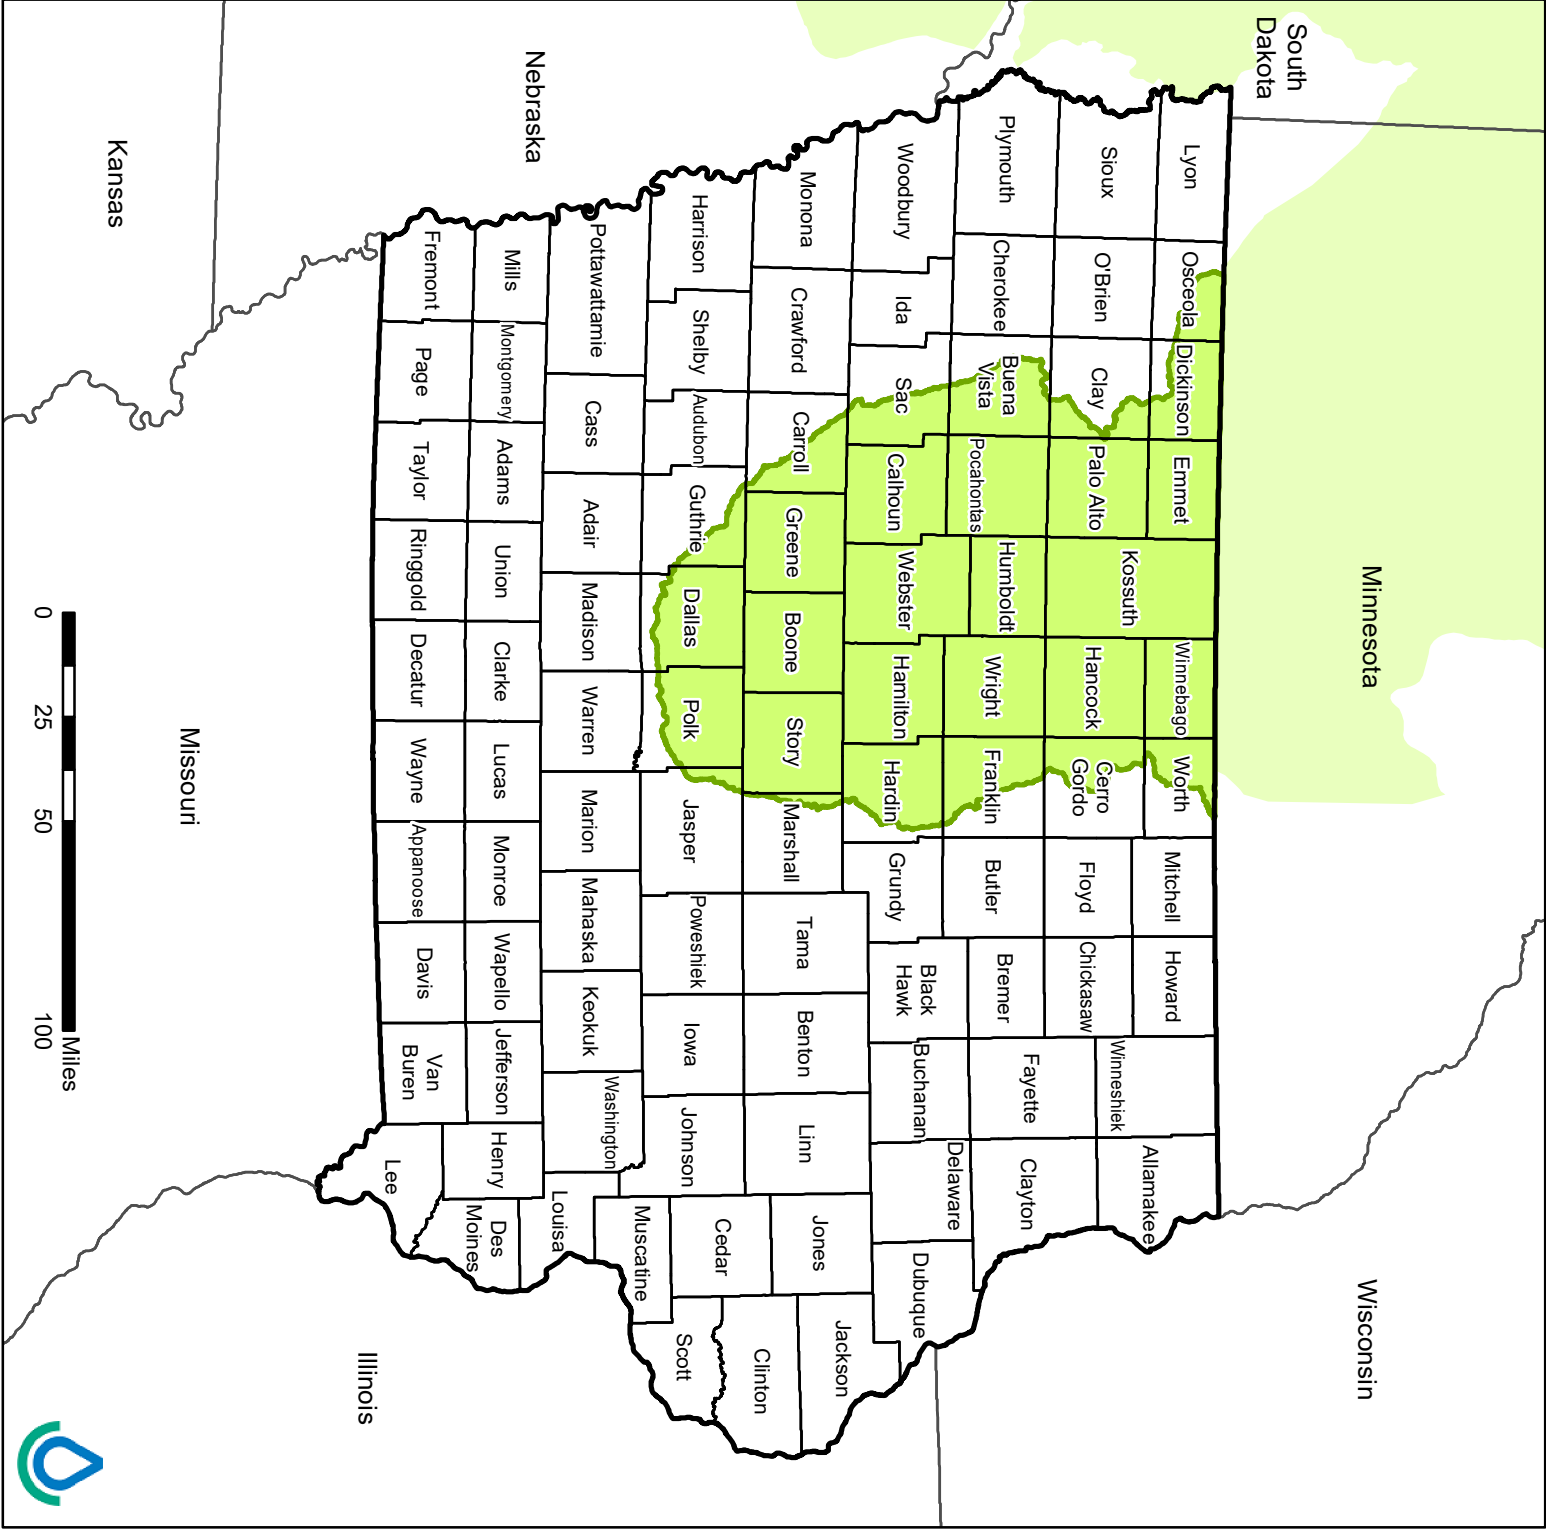 South
Dakota
Minnesota
Wisconsin
Nebraska
Kansas
Missouri
Illinois
Lyon
Osceola
Dickinson
Emmet
Kossuth
Winnebago
Worth
Mitchell
Howard
Winneshiek
Allamakee
Sioux
O'Brien
Clay
Palo Alto
Hancock
Cerro
Gordo
Floyd
Chickasaw
Fayette
Clayton
Plymouth
Cherokee
Buena
Vista
Pocahontas
Humboldt
Wright
Franklin
Butler
Bremer
Woodbury
Ida
Sac
Calhoun
Webster
Hamilton
Hardin
Grundy
Black
Hawk
Buchanan
Delaware
Dubuque
Monona
Crawford
Carroll
Greene
Boone
Story
Marshall
Tama
Benton
Linn
Jones
Jackson
Harrison
Shelby
Audubon
Guthrie
Dallas
Polk
Jasper
Poweshiek
Iowa
Johnson
Cedar
Clinton
Scott
Pottawattamie
Cass
Adair
Madison
Warren
Marion
Mahaska
Keokuk
Washington
Muscatine
Louisa
Mills
Montgomery
Adams
Union
Clarke
Lucas
Monroe
Wapello
Jefferson
Henry
Des
Moines
Fremont
Page
Taylor
Ringgold
Decatur
Wayne
Appanoose
Davis
Van
Buren
Lee
0 25 50 100
Miles